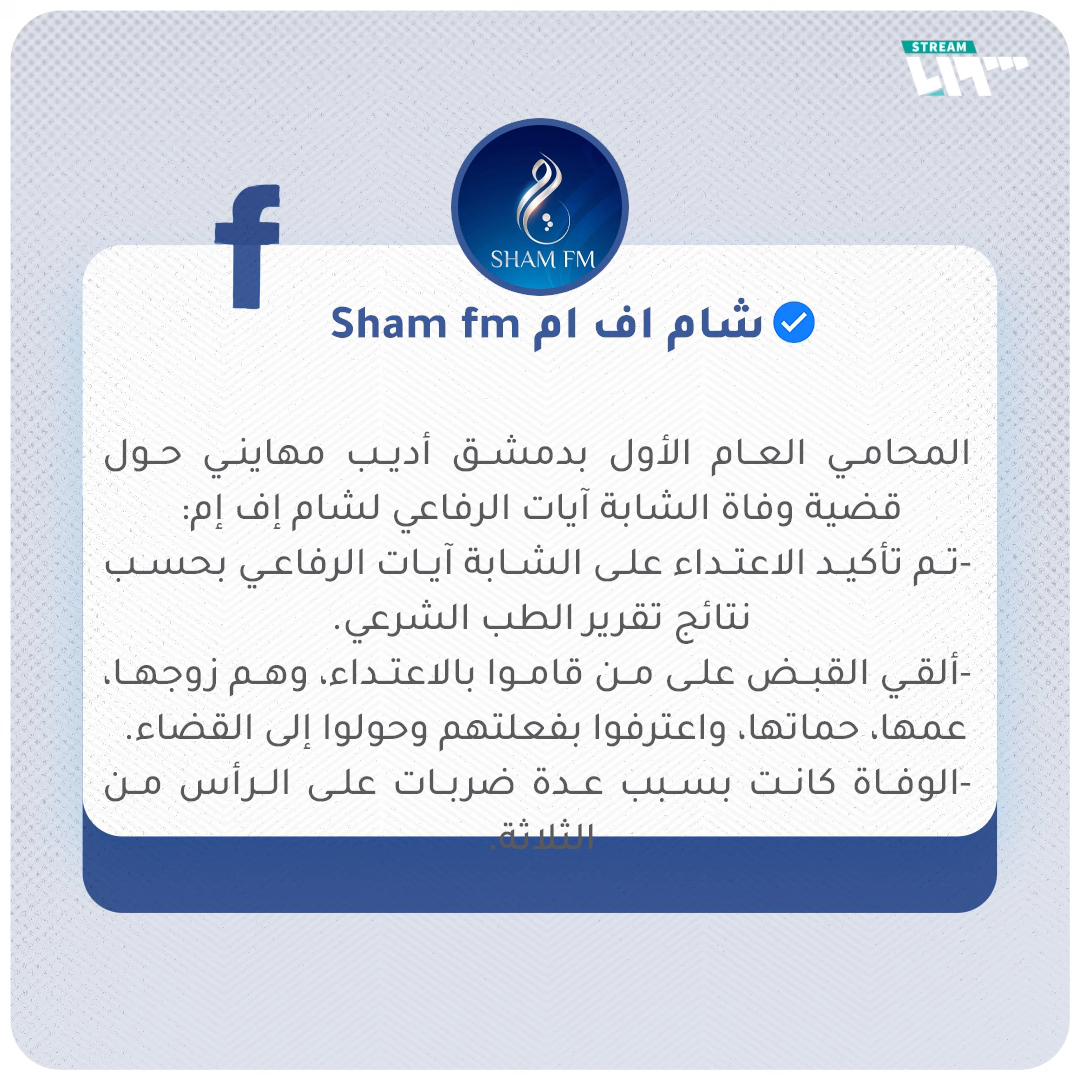 STREAM
SHAM FM
شام اف ام Sham fm
المحامي العام الأول بدمشق أديب مهايني حول
قضية وفاة الشابة آيات الرفاعي لشام إف إم:
-تم تأكيد الاعتداء على الشابة آيات الرفاعي بحسب
نتائج تقرير الطب الشرعي.
-ألقي القبض على من قاموا بالاعتداء، وهم زوجها،
عمها، حماتها، واعترفوا بفعلتهم وحولوا إلى القضاء.
-الوفاة كانت بسبب عدة ضربات على الرأس من
الثلاثة.